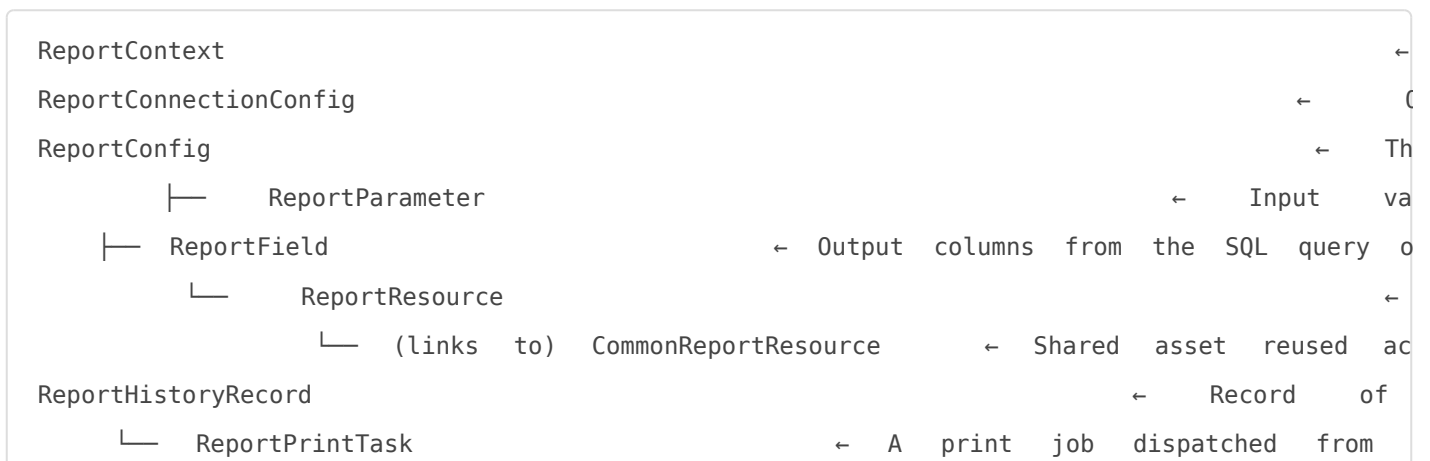 ReportContext ←
ReportConnectionConfig ←
ReportConfig ← Th
├── ReportParameter ← Input va
├── ReportField ← Output columns from the SQL query o
└── ReportResource ←
└── (links to) CommonReportResource ← Shared asset reused ac
ReportHistoryRecord ← Record of
└── ReportPrintTask ← A print job dispatched from